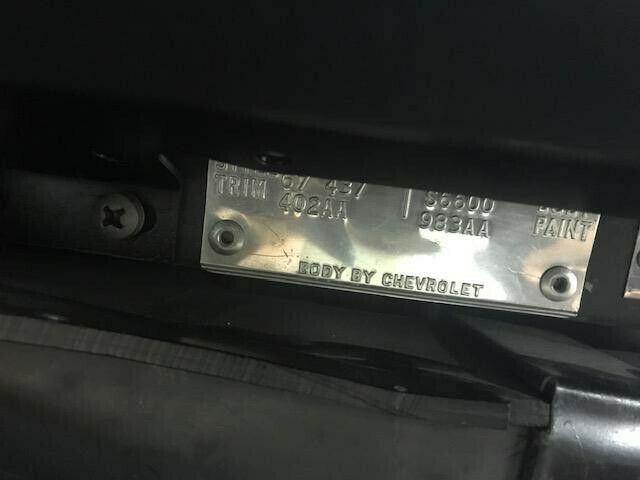 67 437 S6600
TRIM 402AA 983AA PAINT
BODY BY CHEVROLET